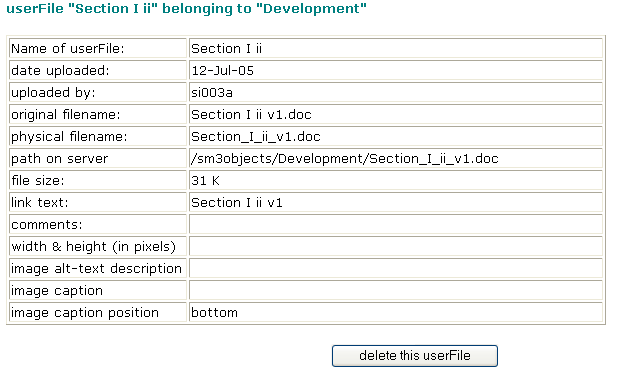 userFile "Section I ii" belonging to "Development"
Name of userFile: Section I ii
date uploaded: 12-Jul-05
uploaded by: si003a
original filename: Section I ii v1.doc
physical filename: Section_I_ii_v1.doc
path on server /sm3objects/Development/Section_I_ii_v1.doc
file size: 31 K
link text: Section I ii v1
comments:
width & height (in pixels)
image alt-text description
image caption
image caption position bottom
delete this userFile